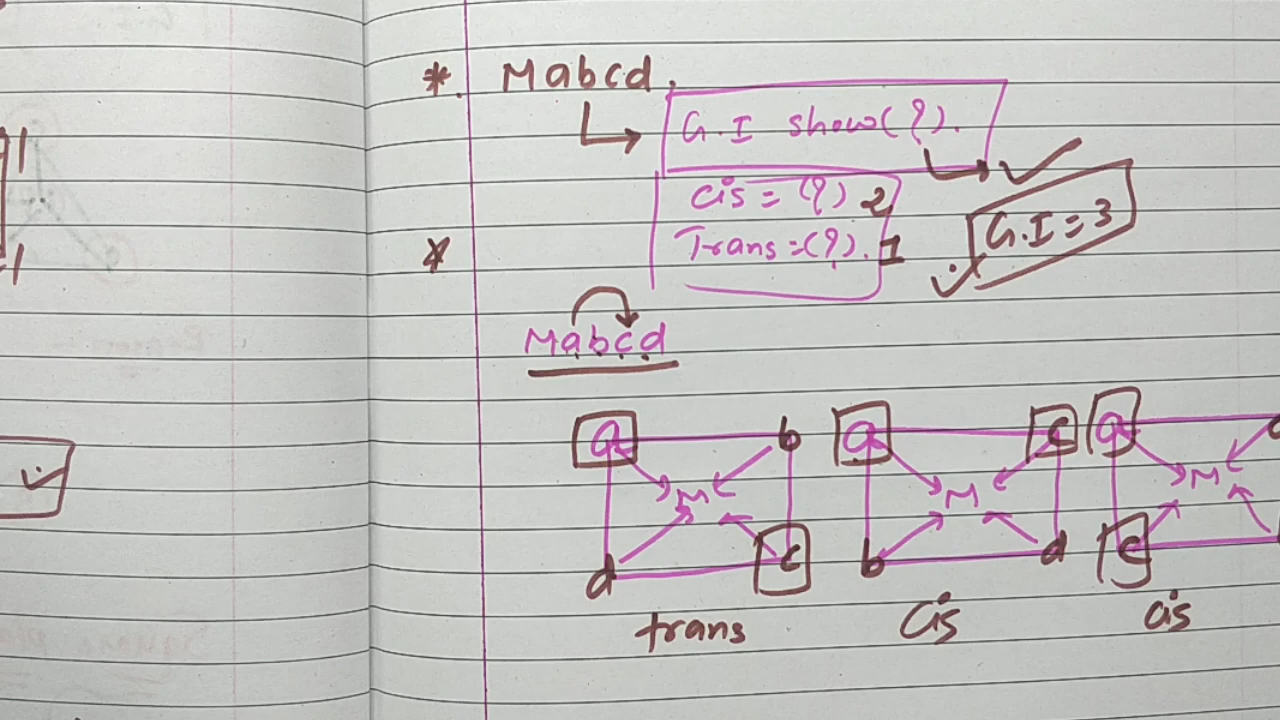 * Mabcd.
G.I show(?).
cis = (?) 2
Trans = (?). 1
G.I = 3
*
Mabcd
a b a c a
M M M
d c b d c
trans cis cis